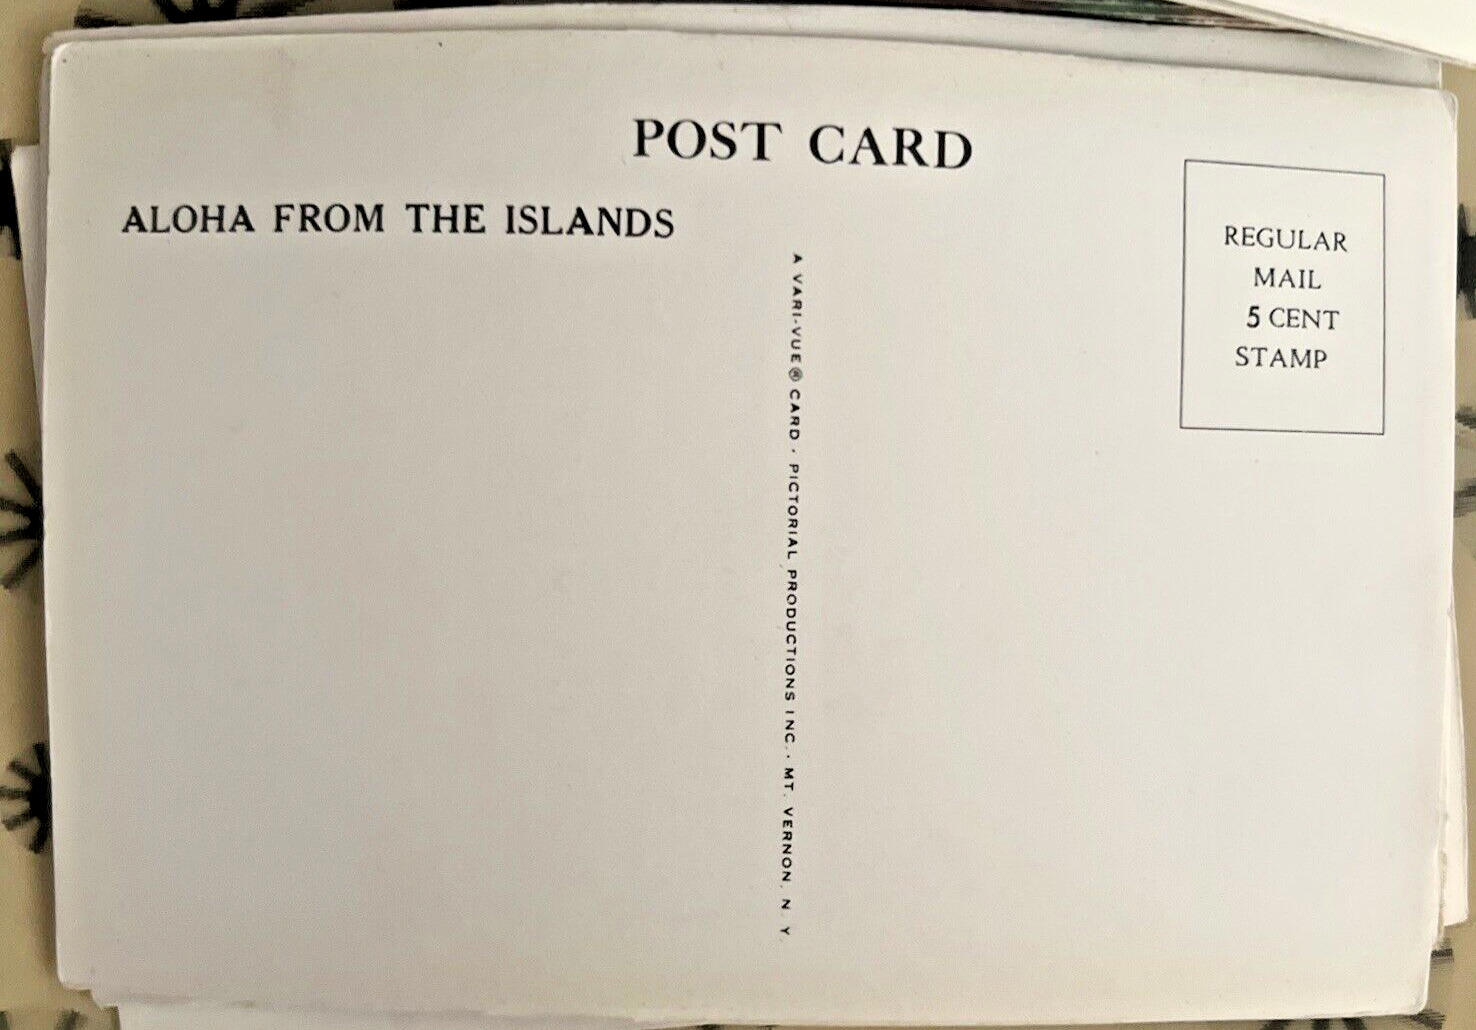 POST CARD
ALOHA FROM THE ISLANDS
REGULAR
MAIL
5 CENT
STAMP
A VARI-VUE® CARD · PICTORIAL PRODUCTIONS INC. · MT. VERNON, N. Y.